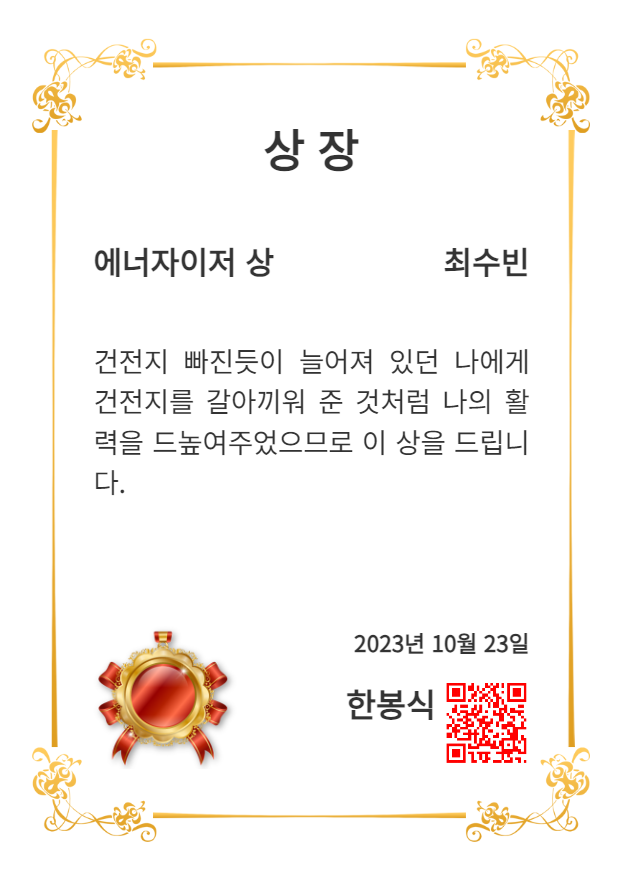 상 장
에너자이저 상 최수빈
건전지 빠진듯이 늘어져 있던 나에게
건전지를 갈아끼워 준 것처럼 나의 활
력을 드높여주었으므로 이 상을 드립니
다.
2023년 10월 23일
한봉식